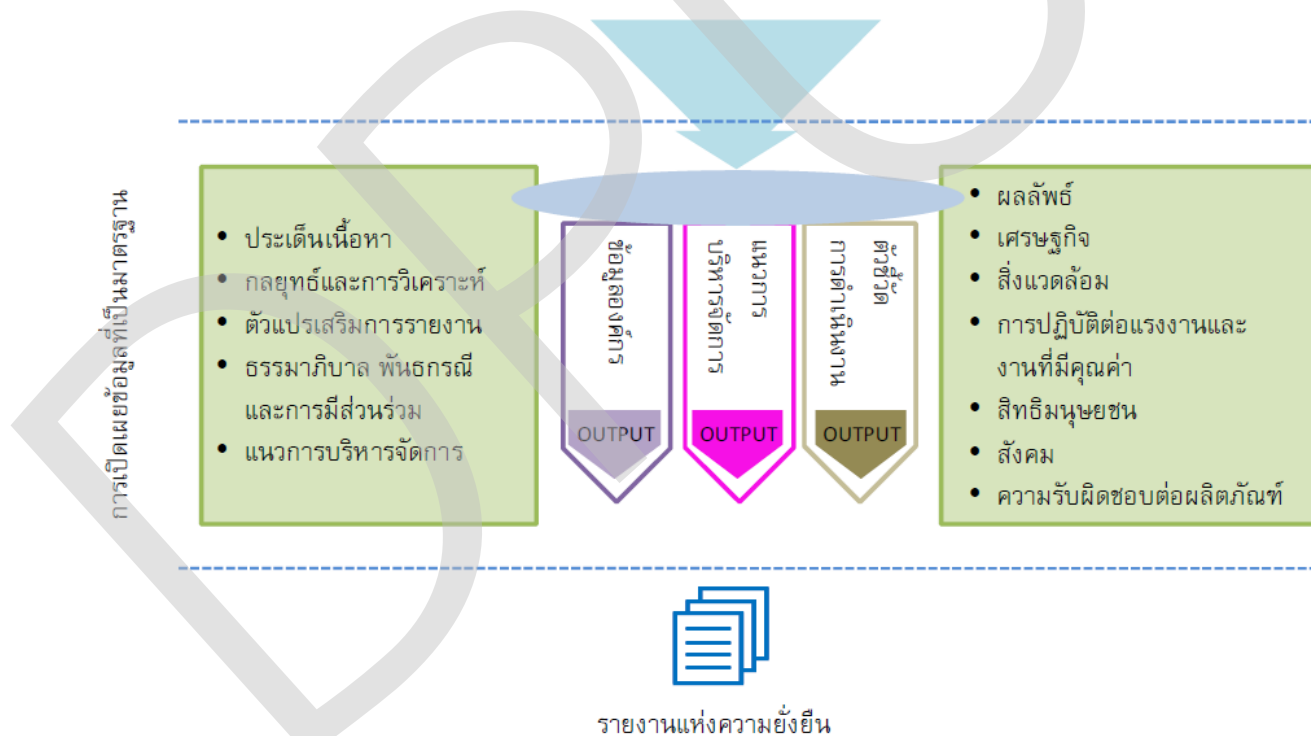 การเปิดเผยข้อมูลที่เป็นมาตรฐาน
• ประเด็นเนื้อหา
• กลยุทธ์และการวิเคราะห์
• ตัวแปรเสริมการรายงาน
• ธรรมาภิบาล พันธกรณี
และการมีส่วนร่วม
• แนวการบริหารจัดการ
ข้อมูลองค์กร
OUTPUT
แนวการ
บริหารจัดการ
OUTPUT
ตัวชี้วัด
การดำเนินงาน
OUTPUT
• ผลลัพธ์
• เศรษฐกิจ
• สิ่งแวดล้อม
• การปฏิบัติต่อแรงงานและ
งานที่มีคุณค่า
• สิทธิมนุษยชน
• สังคม
• ความรับผิดชอบต่อผลิตภัณฑ์
รายงานแห่งความยั่งยืน